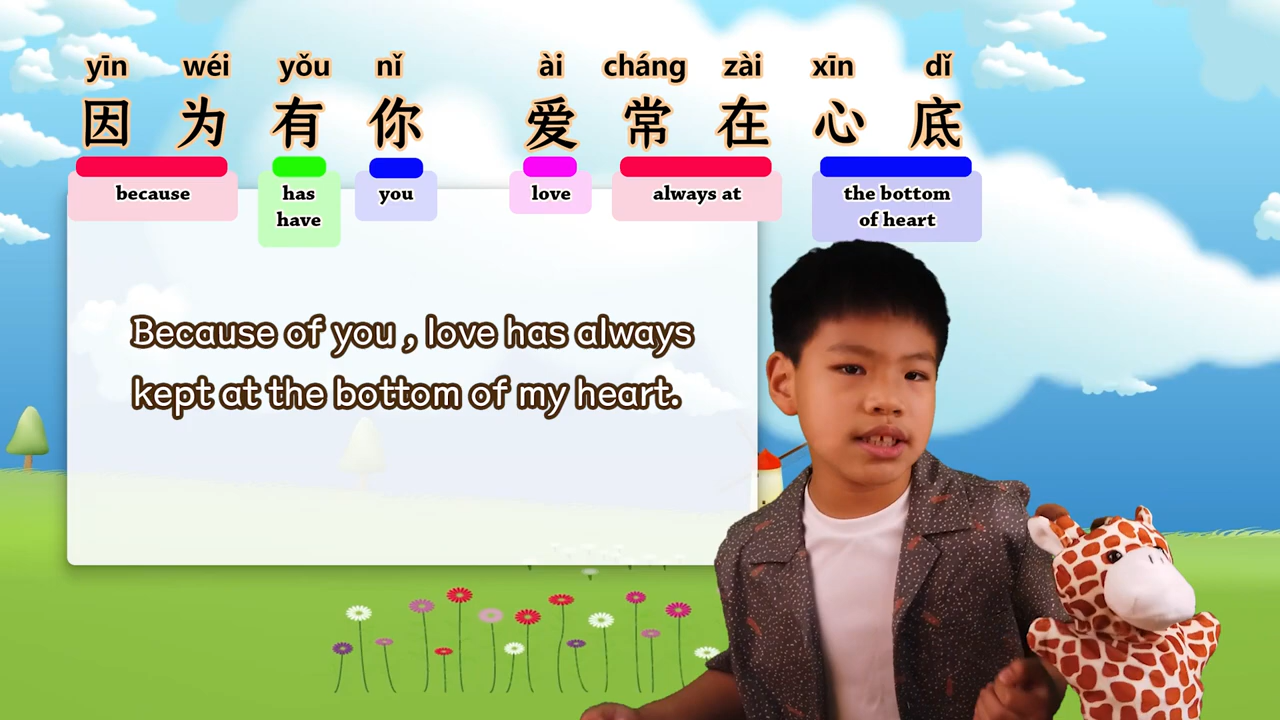 yīn wéi yǒu nǐ ài cháng zài xīn dǐ
因为有你 爱常在心底
because has you love always at the bottom
have of heart
Because of you , love has always
kept at the bottom of my heart.